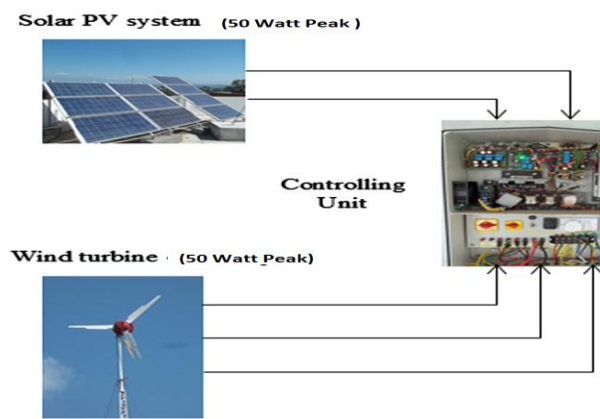 Solar PV system (50 Watt Peak )
Controlling
Unit
Wind turbine (50 Watt Peak)